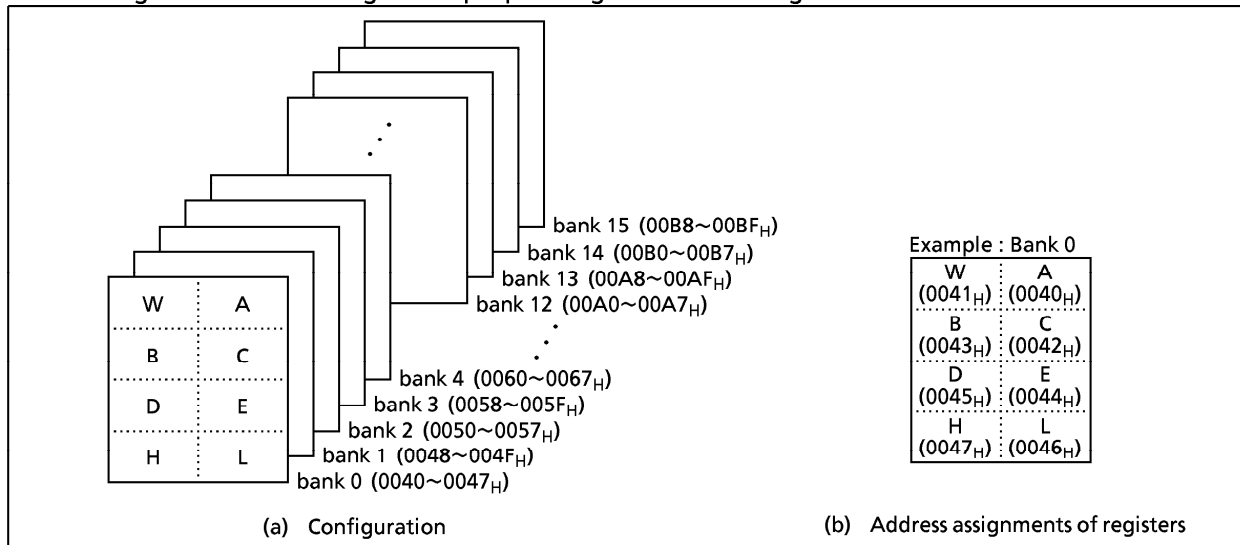 bank 15 (00B8~00BFH)
bank 14 (00B0~00B7H)
bank 13 (00A8~00AFH)
bank 12 (00A0~00A7H)
bank 4 (0060~0067H)
bank 3 (0058~005FH)
bank 2 (0050~0057H)
bank 1 (0048~004FH)
bank 0 (0040~0047H)
W A
B C
D E
H L
(a) Configuration
Example : Bank 0
W A
(0041H) (0040H)
B C
(0043H) (0042H)
D E
(0045H) (0044H)
H L
(0047H) (0046H)
(b) Address assignments of registers